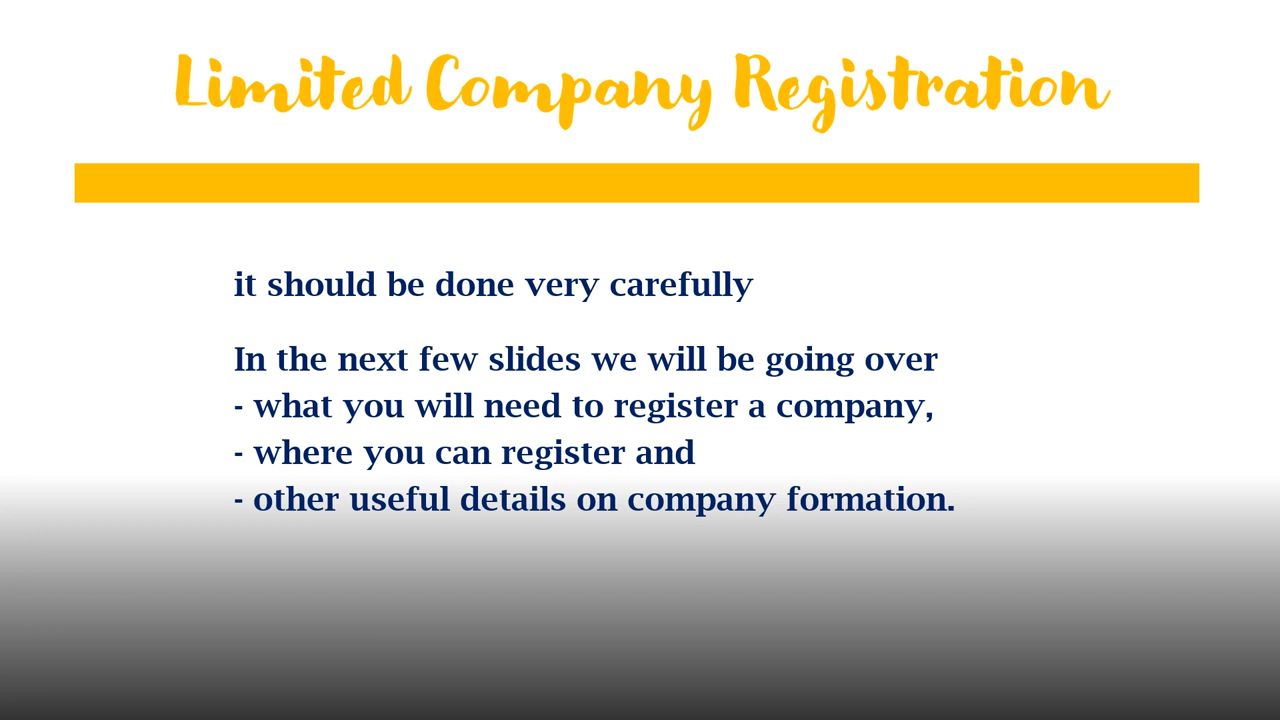 Limited Company Registration
it should be done very carefully
In the next few slides we will be going over
- what you will need to register a company,
- where you can register and
- other useful details on company formation.